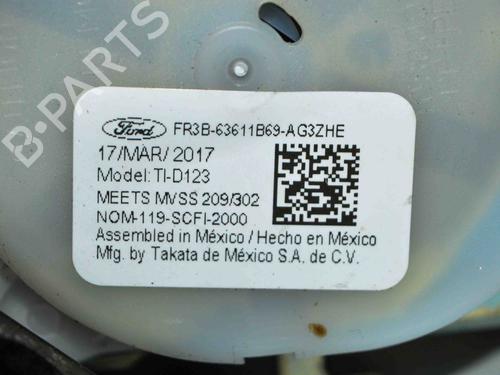 B-PARTS
Ford FR3B-63611B69-AG3ZHE
17/MAR/ 2017
Model: TI-D123
MEETS MVSS 209/302
NOM-119-SCFI-2000
Assembled in México / Hecho en México
Mfg. by Takata de México S.A. de C.V.